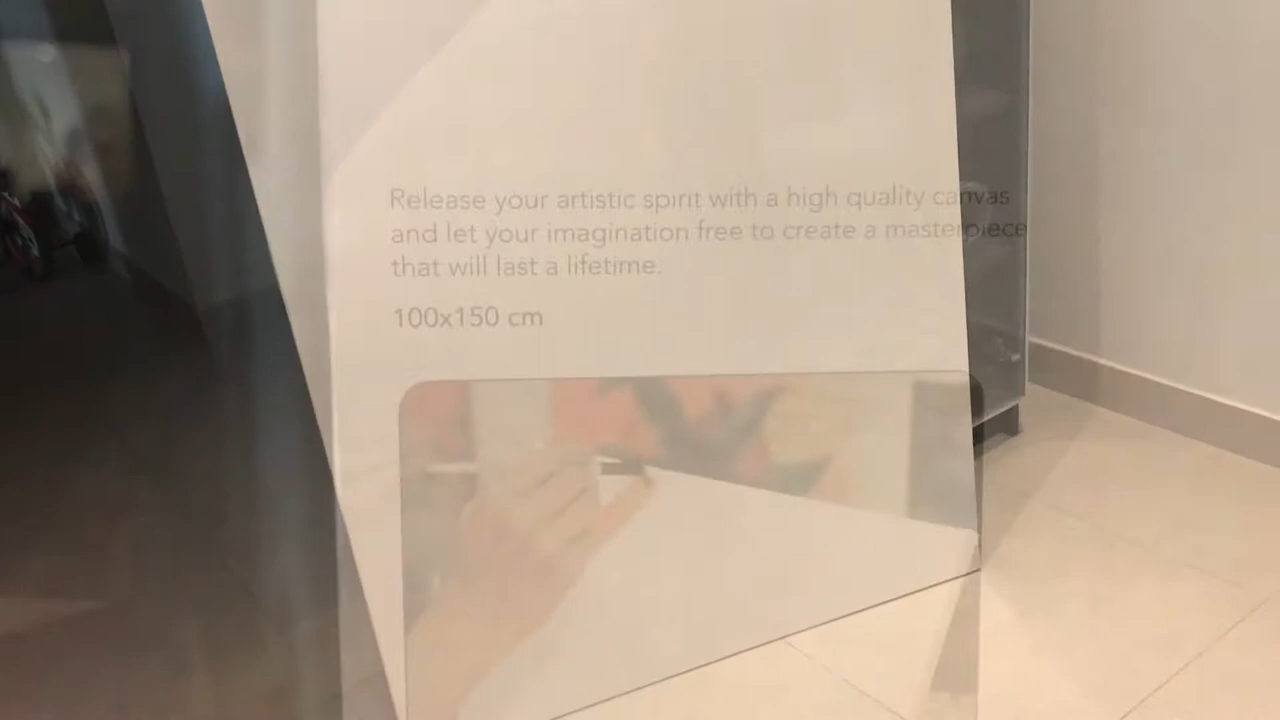 Release your artistic spirit with a high quality canvas
and let your imagination free to create a masterpiece
that will last a lifetime.
100x150 cm